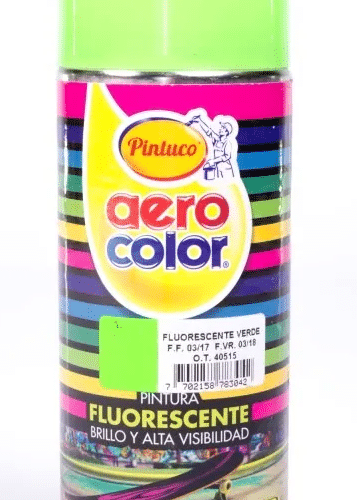 Pintuco®
aero
color®
FLUORESCENTE VERDE
F.F. 03/17 F.VR. 03/18
O.T. 40515
7 702158 783042
PINTURA
FLUORESCENTE
BRILLO Y ALTA VISIBILIDAD